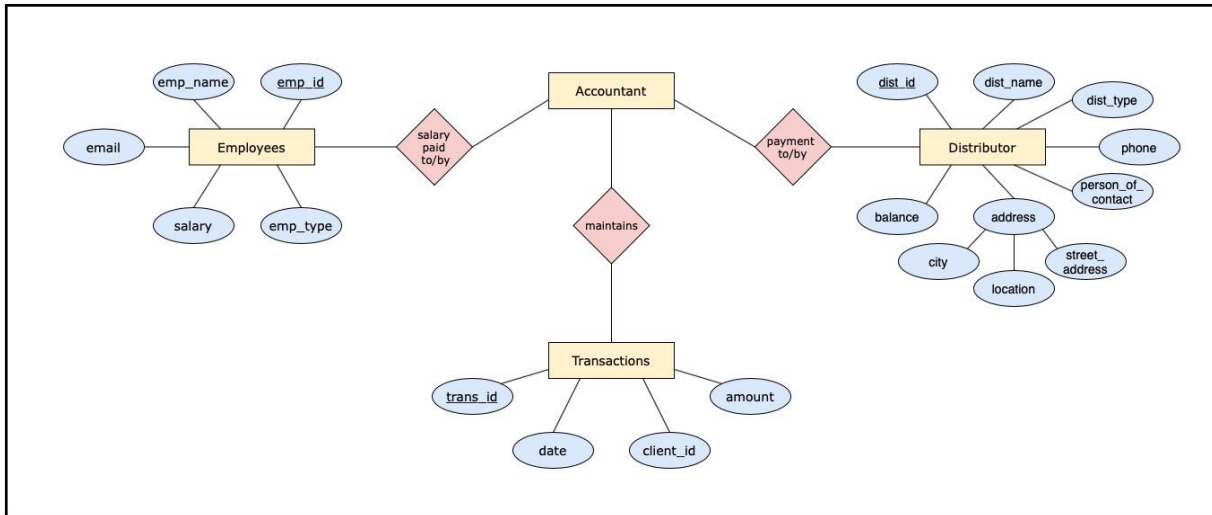 emp_name
emp_id
email
Employees
salary
emp_type
salary
paid
to/by
Accountant
payment
to/by
maintains
dist_id
dist_name
dist_type
Distributor
phone
person_of_
contact
balance
address
city
street_
address
location
Transactions
trans_id
amount
date
client_id